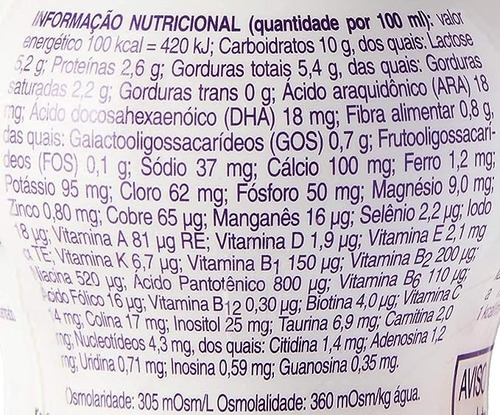 INFORMAÇÃO NUTRICIONAL (quantidade por 100 ml): valor
energético 100 kcal = 420 kJ; Carboidratos 10 g, dos quais: Lactose
5,2 g; Proteínas 2,6 g; Gorduras totais 5,4 g, das quais: Gorduras
saturadas 2,2 g; Gorduras trans 0 g; Ácido araquidônico (ARA) 18
mg; Ácido docosahexaenóico (DHA) 18 mg; Fibra alimentar 0,8 g,
das quais: Galactooligossacarídeos (GOS) 0,7 g; Frutooligossacarí-
deos (FOS) 0,1 g; Sódio 37 mg; Cálcio 100 mg; Ferro 1,2 mg;
Potássio 95 mg; Cloro 62 mg; Fósforo 50 mg; Magnésio 9,0 mg;
Zinco 0,80 mg; Cobre 65 µg; Manganês 16 µg; Selênio 2,2 µg; Iodo
18 µg; Vitamina A 81 µg RE; Vitamina D 1,9 µg; Vitamina E 2,1 mg
α TE; Vitamina K 6,7 µg; Vitamina B1 150 µg; Vitamina B2 200 µg;
Niacina 520 µg; Ácido Pantotênico 800 µg; Vitamina B6 110 µg;
Ácido Fólico 16 µg; Vitamina B12 0,30 µg; Biotina 4,0 µg; Vitamina C
14 mg; Colina 17 mg; Inositol 25 mg; Taurina 6,9 mg; Carnitina 2,0
mg; Nucleotídeos 4,3 mg, dos quais: Citidina 1,4 mg; Adenosina 1,2
mg; Uridina 0,71 mg; Inosina 0,59 mg; Guanosina 0,35 mg.
Osmolaridade: 305 mOsm/L Osmolalidade: 360 mOsm/kg água.
AVISO